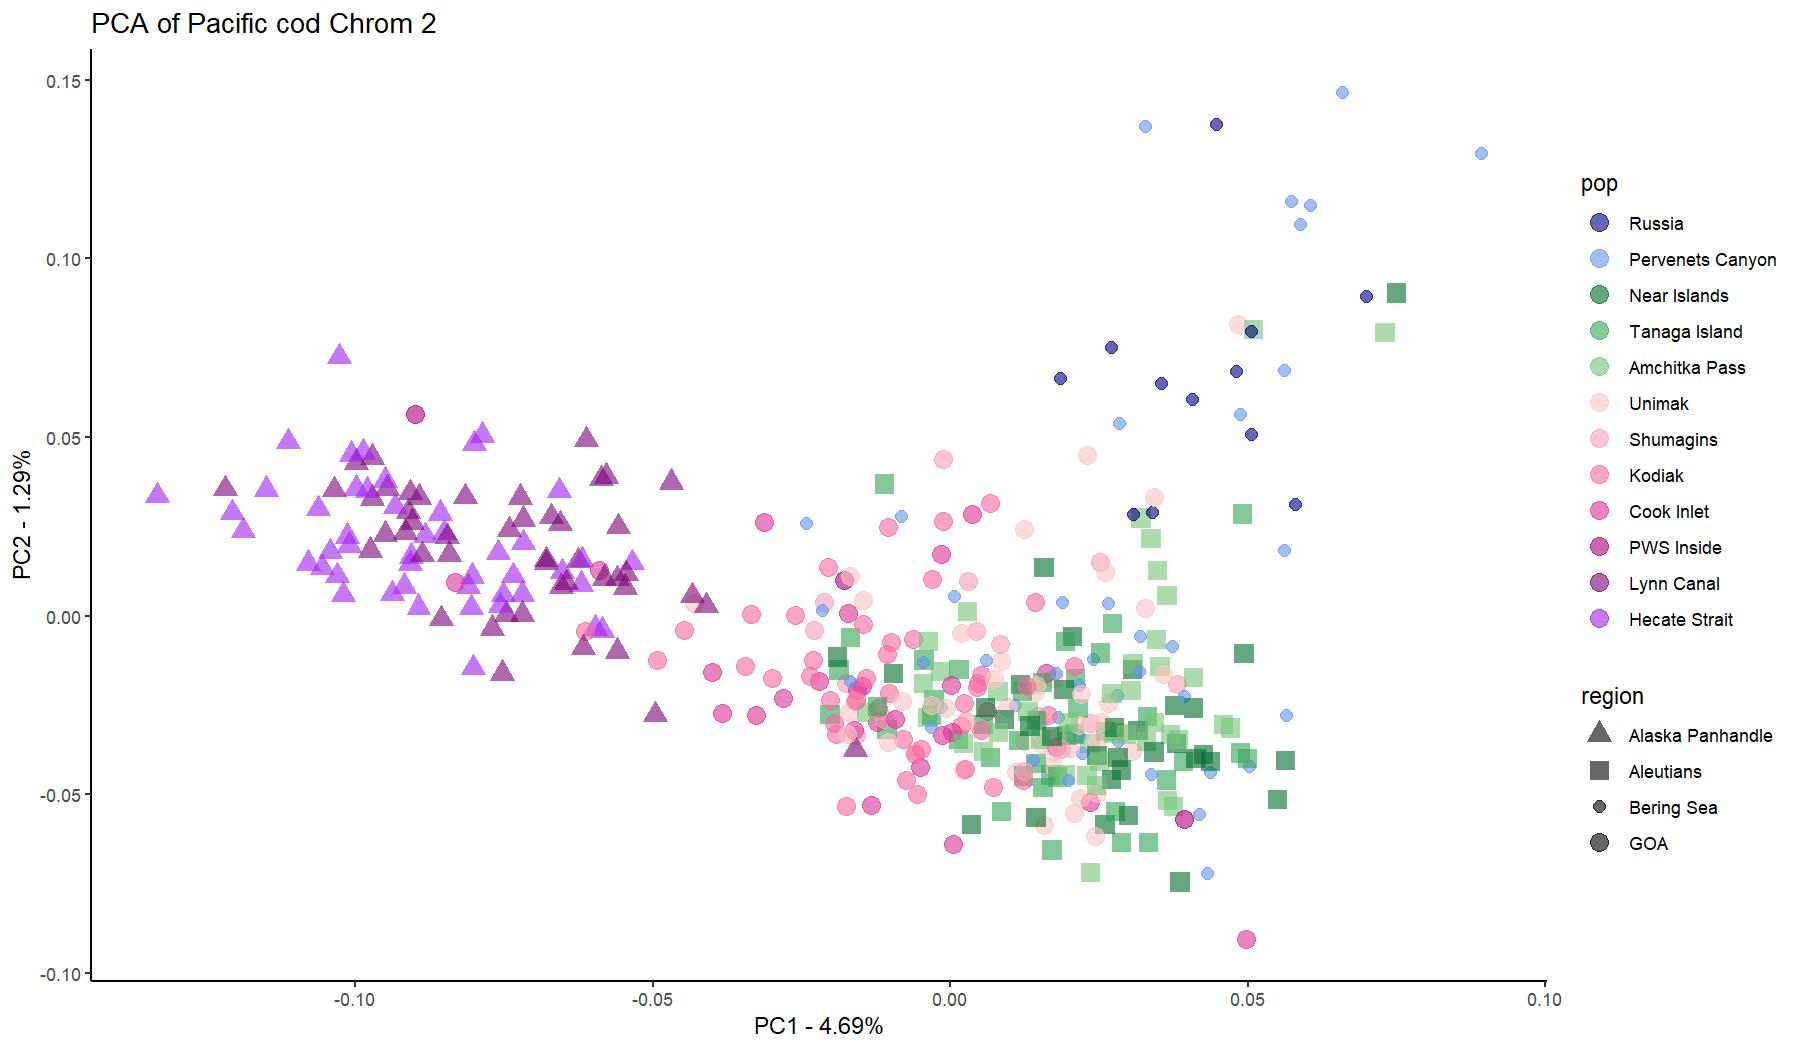 PCA of Pacific cod Chrom 2
0.15
0.10
0.05
0.00
-0.05
-0.10
PC2 - 1.29%
-0.10
-0.05
0.00
0.05
0.10
PC1 - 4.69%
pop
Russia
Pervenets Canyon
Near Islands
Tanaga Island
Amchitka Pass
Unimak
Shumagins
Kodiak
Cook Inlet
PWS Inside
Lynn Canal
Hecate Strait
region
Alaska Panhandle
Aleutians
Bering Sea
GOA